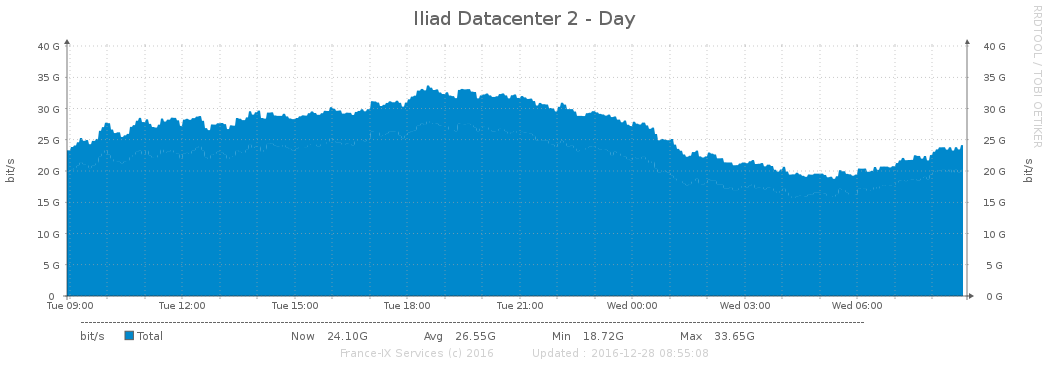 Iliad Datacenter 2 - Day
RRDTOOL / TOBI OETIKER
40 G 40 G
35 G 35 G
30 G 30 G
25 G 25 G
20 G 20 G
15 G 15 G
10 G 10 G
5 G 5 G
0 0 G
bit/s bit/s
Tue 09:00 Tue 12:00 Tue 15:00 Tue 18:00 Tue 21:00 Wed 00:00 Wed 03:00 Wed 06:00
bit/s Total Now 24.10G Avg 26.55G Min 18.72G Max 33.65G
France-IX Services (c) 2016 Updated : 2016-12-28 08:55:08